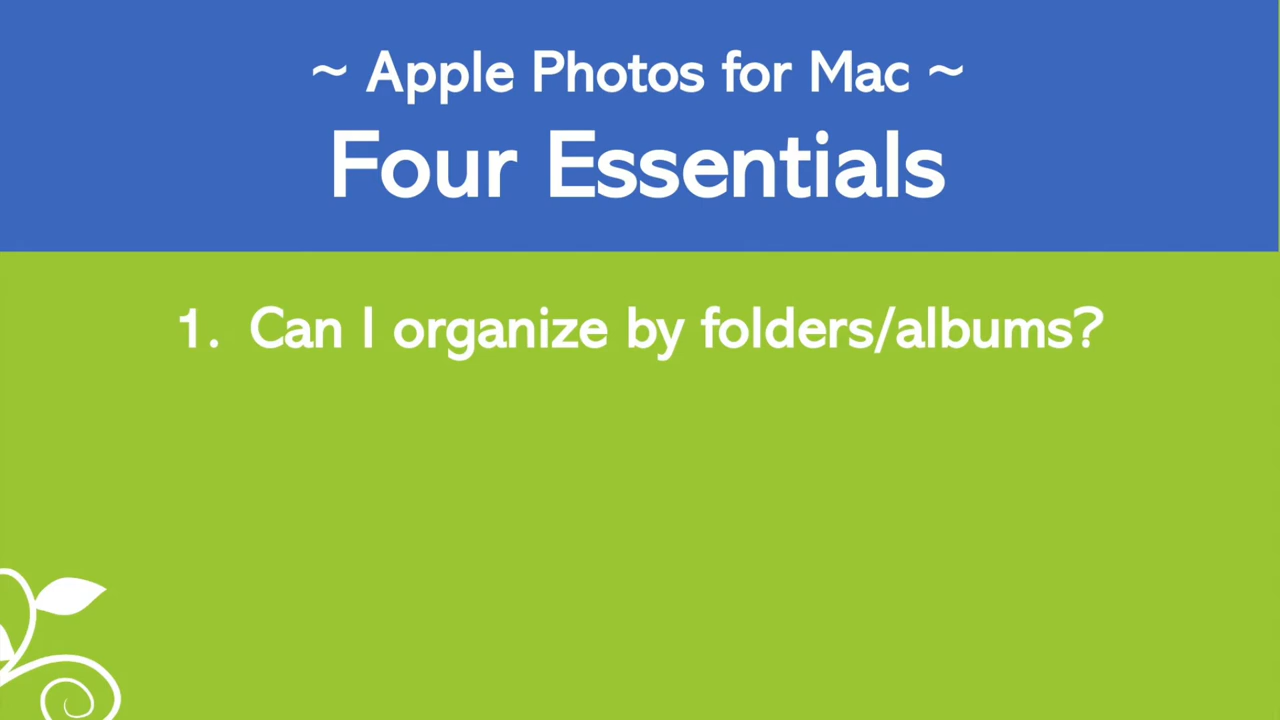 ~ Apple Photos for Mac ~
Four Essentials
1. Can I organize by folders/albums?